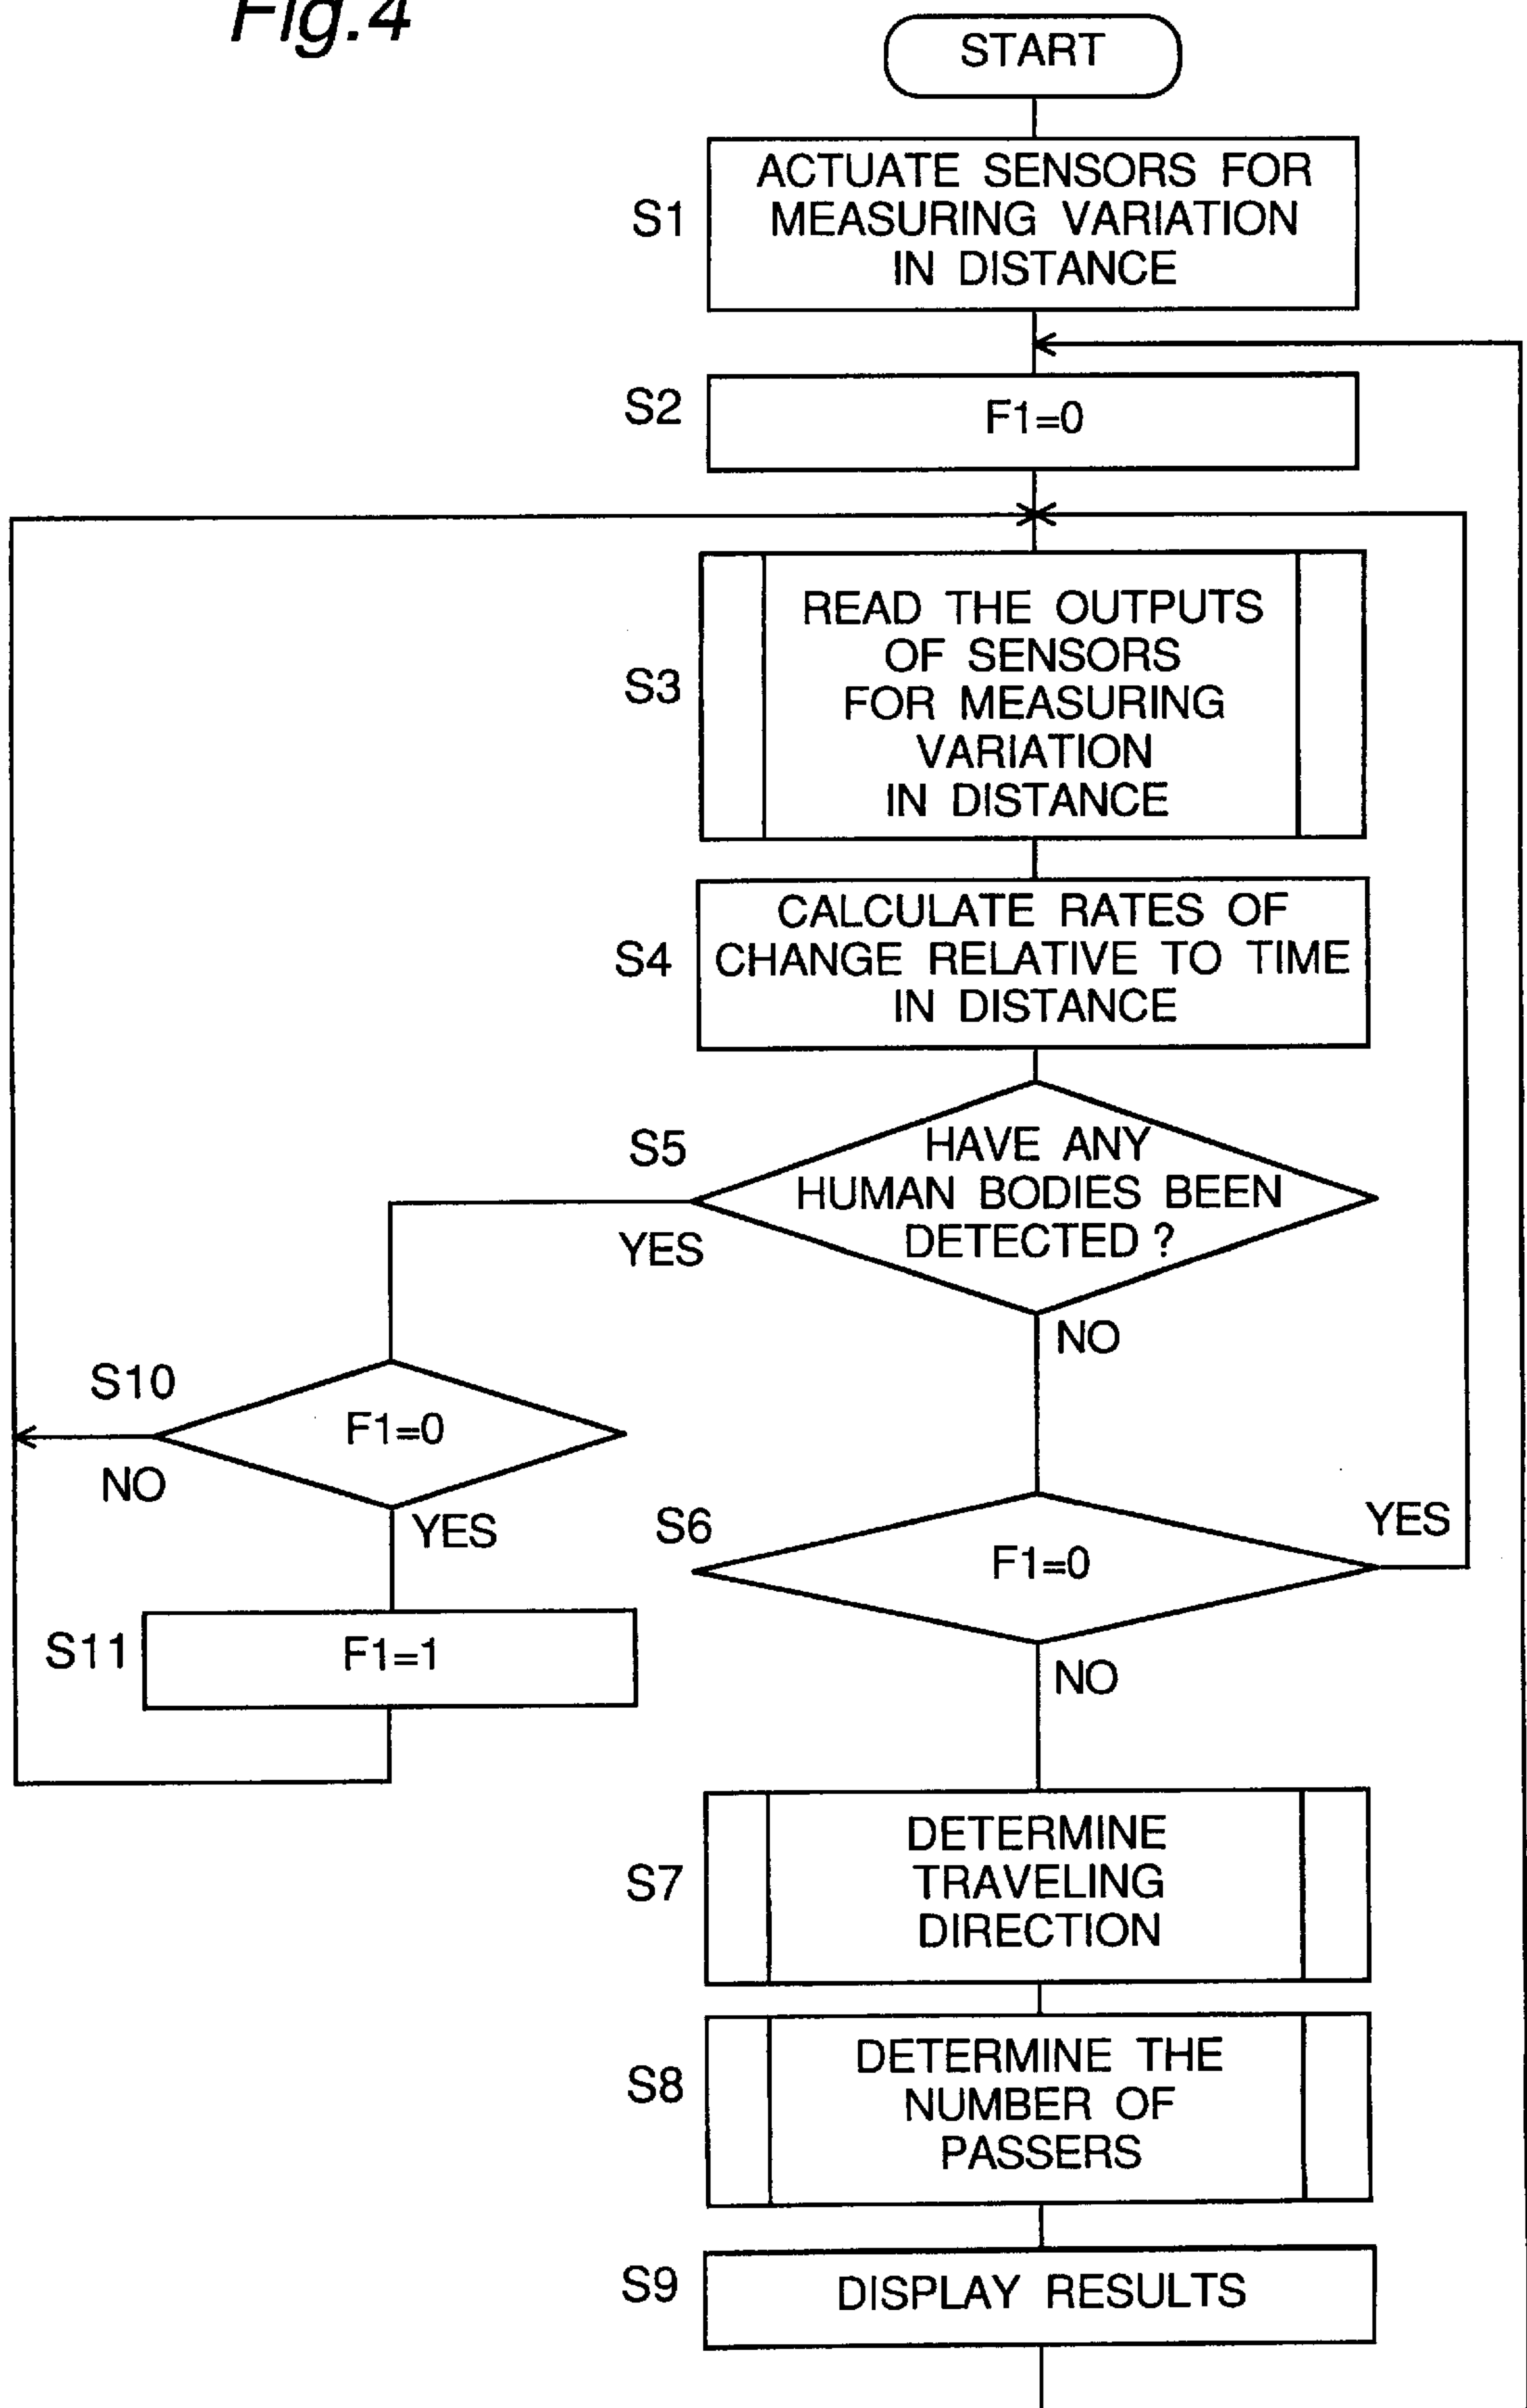 Fig.4
START
S1
ACTUATE SENSORS FOR
MEASURING VARIATION
IN DISTANCE
S2
F1=0
S3
READ THE OUTPUTS
OF SENSORS
FOR MEASURING
VARIATION
IN DISTANCE
S4
CALCULATE RATES OF
CHANGE RELATIVE TO TIME
IN DISTANCE
S5
HAVE ANY
HUMAN BODIES BEEN
DETECTED ?
YES
NO
S10
F1=0
NO
YES
S6
F1=0
YES
NO
S11
F1=1
S7
DETERMINE
TRAVELING
DIRECTION
S8
DETERMINE THE
NUMBER OF
PASSERS
S9
DISPLAY RESULTS